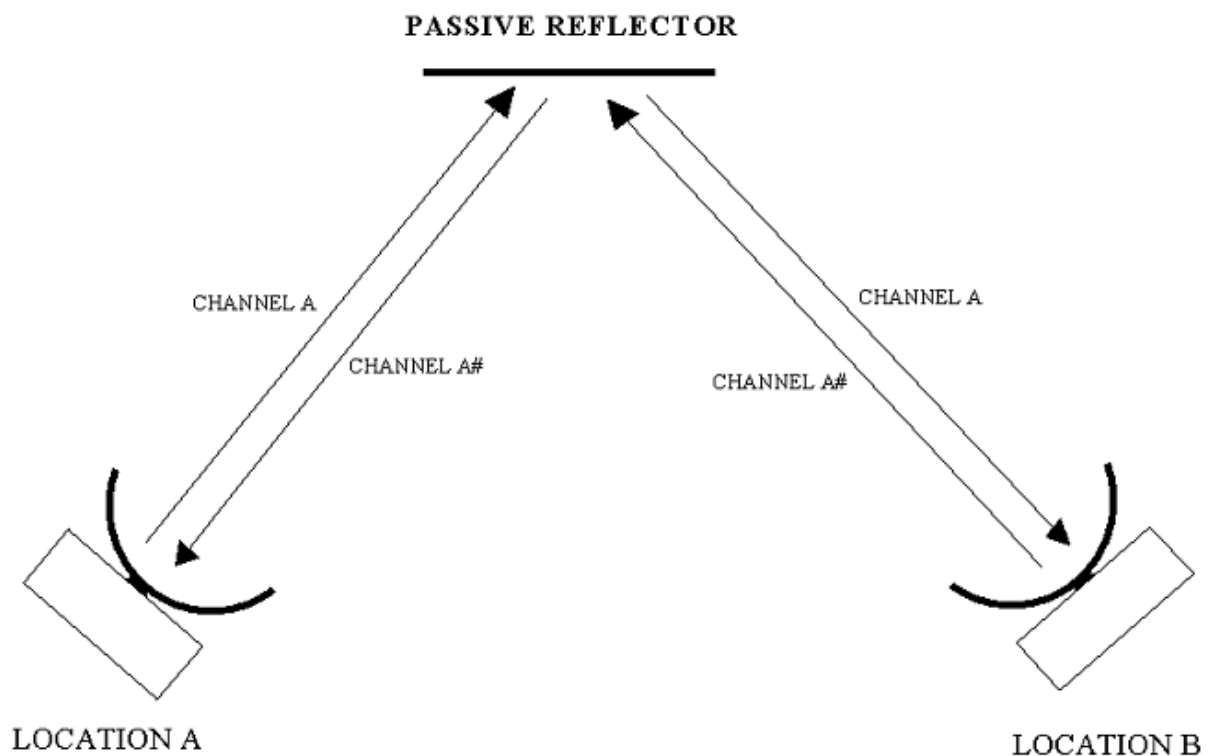 PASSIVE REFLECTOR
CHANNEL A
CHANNEL A
CHANNEL A#
CHANNEL A#
LOCATION A
LOCATION B